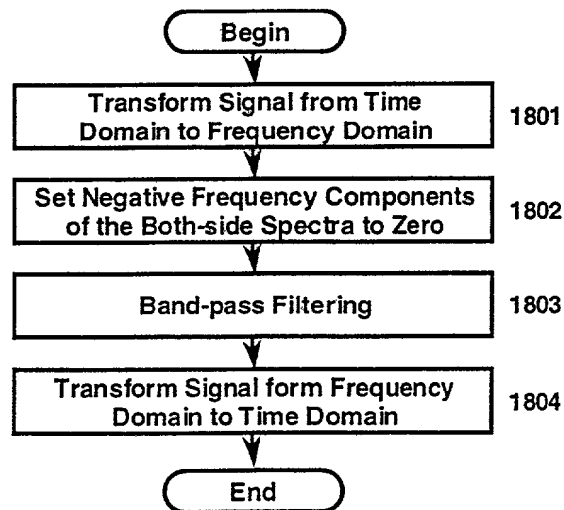 Begin
Transform Signal from Time
Domain to Frequency Domain
1801
Set Negative Frequency Components
of the Both-side Spectra to Zero
1802
Band-pass Filtering
1803
Transform Signal form Frequency
Domain to Time Domain
1804
End